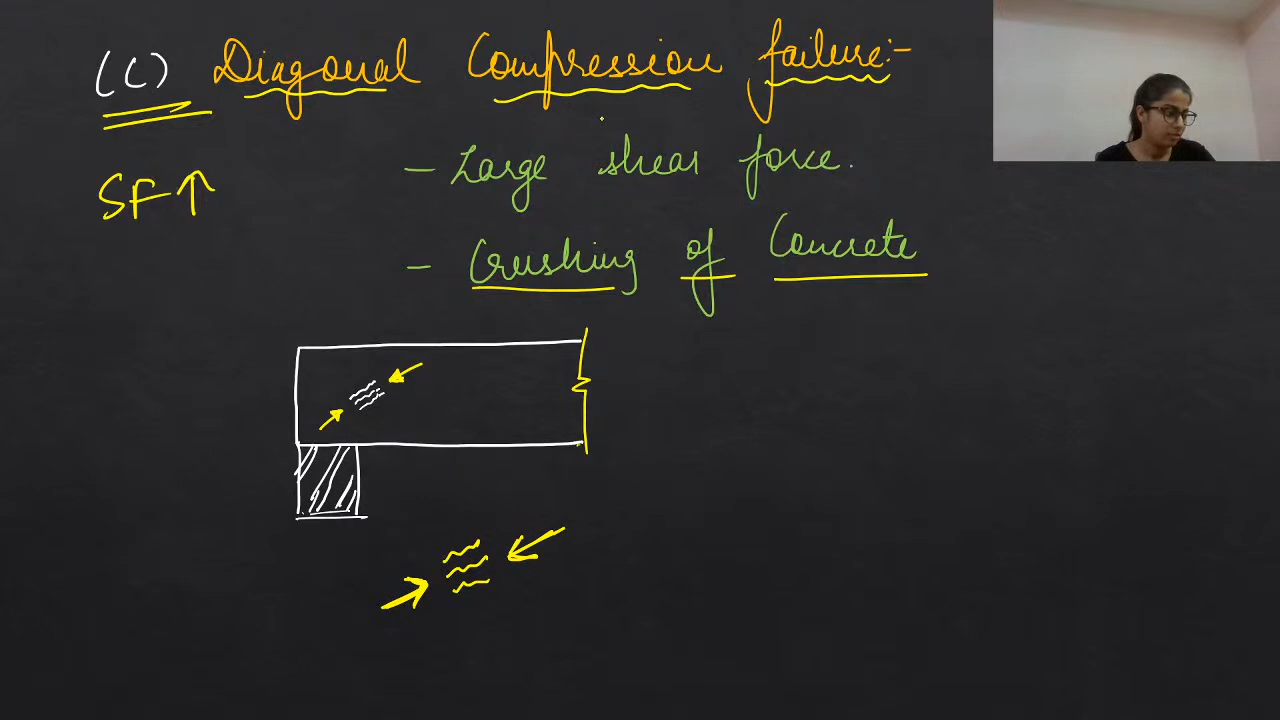 (C) Diagonal Compression failure:-
SF↑
- Large shear force.
- Crushing of Concrete